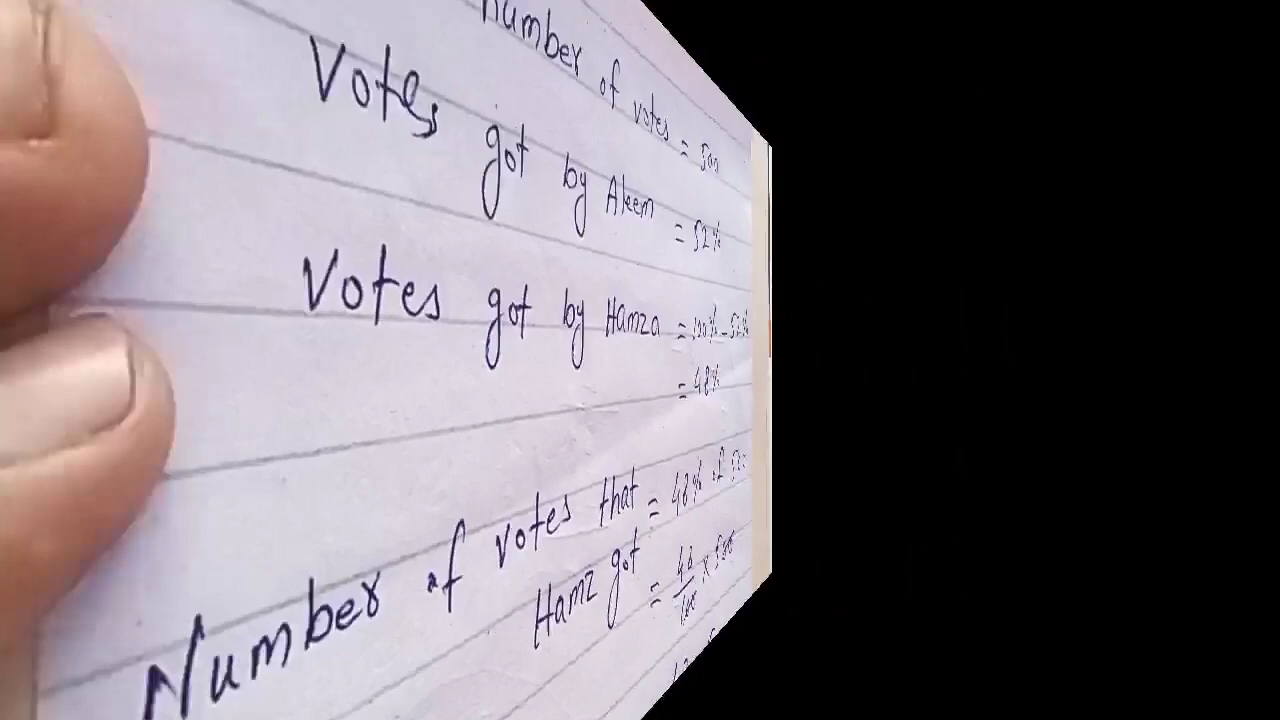 Number of votes = 500
Votes got by Aleem = 52%
Votes got by Hamza = 100% - 52%
= 48%
Number of votes that = 48% of 500
Hamz got = 48/100 × 500